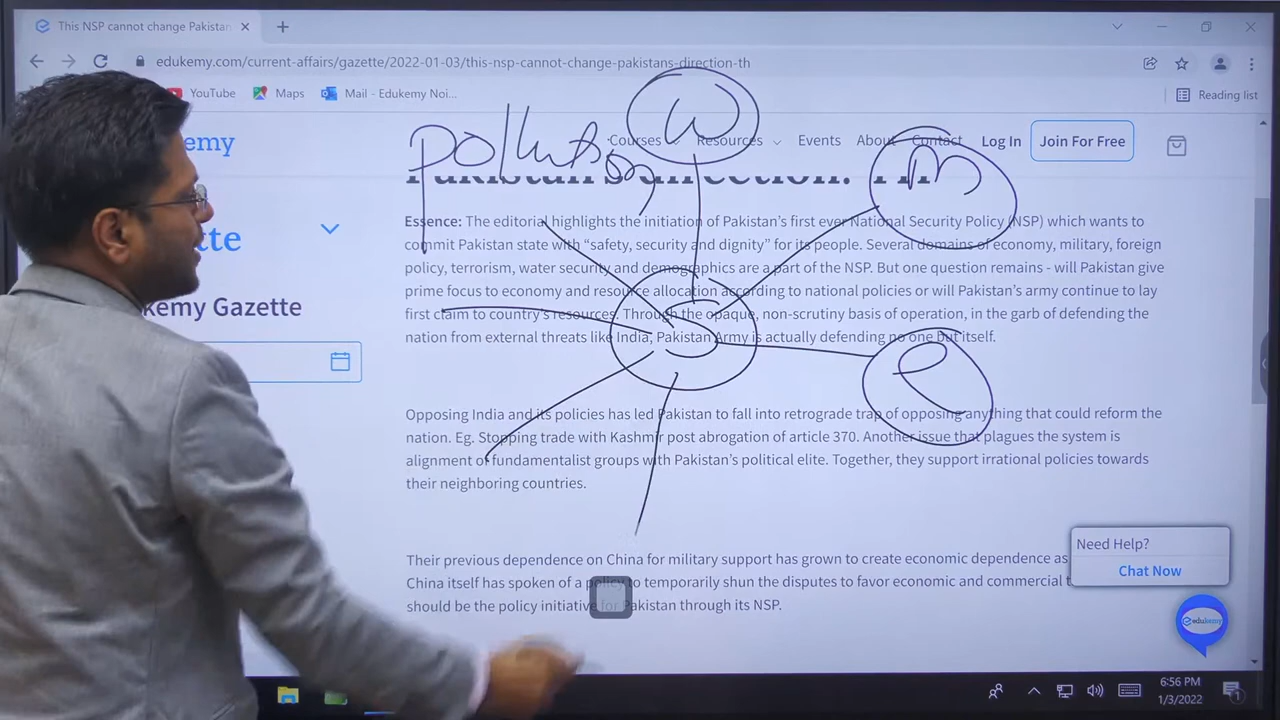 This NSP cannot change Pakistan
edukemy.com/current-affairs/gazette/2022-01-03/this-nsp-cannot-change-pakistans-direction-th
YouTube Maps Mail - Edukemy Noi...
Reading list
emy
Courses Resources Events About Contact Log In Join For Free
pollution
W
m
e
Pakistan's direction:
Essence: The editorial highlights the initiation of Pakistan's first ever National Security Policy (NSP) which wants to
commit Pakistan state with “safety, security and dignity” for its people. Several domains of economy, military, foreign
policy, terrorism, water security and demographics are a part of the NSP. But one question remains - will Pakistan give
prime focus to economy and resource allocation according to national policies or will Pakistan's army continue to lay
first claim to country's resources. Through the opaque, non-scrutiny basis of operation, in the garb of defending the
nation from external threats like India, Pakistan Army is actually defending no one but itself.
tte
kemy Gazette
Opposing India and its policies has led Pakistan to fall into retrograde trap of opposing anything that could reform the
nation. Eg. Stopping trade with Kashmir post abrogation of article 370. Another issue that plagues the system is
alignment of fundamentalist groups with Pakistan's political elite. Together, they support irrational policies towards
their neighboring countries.
Their previous dependence on China for military support has grown to create economic dependence as
China itself has spoken of a policy to temporarily shun the disputes to favor economic and commercial
should be the policy initiative for Pakistan through its NSP.
Need Help?
Chat Now
edukemy
6:56 PM
1/3/2022